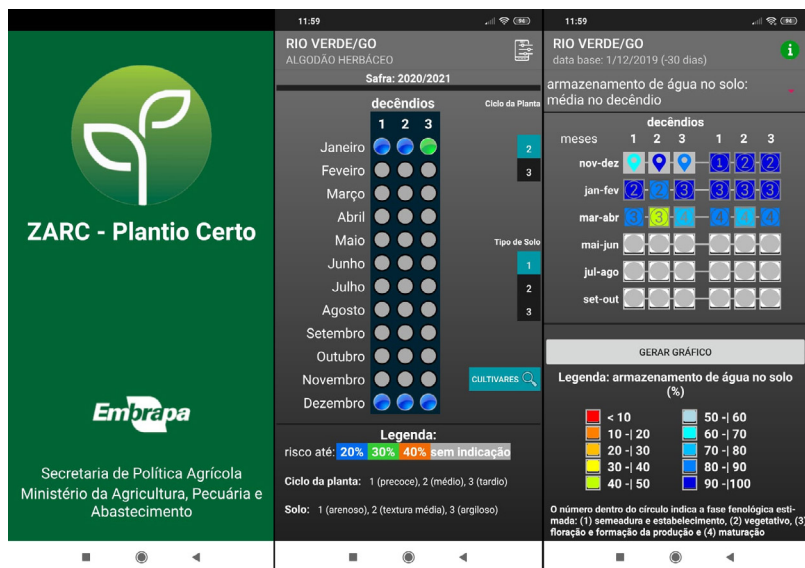 ZARC - Plantio Certo
Embrapa
Secretaria de Política Agrícola
Ministério da Agricultura, Pecuária e
Abastecimento
11:59
94
RIO VERDE/GO
ALGODÃO HERBÁCEO
Safra: 2020/2021
decêndios
Ciclo da Planta
1 2 3
Janeiro
2
Feveiro
3
Março
Abril
Maio
Tipo de Solo
Junho
1
Julho
2
Agosto
3
Setembro
Outubro
Novembro
CULTIVARES
Dezembro
Legenda:
risco até: 20% 30% 40% sem indicação
Ciclo da planta: 1 (precoce), 2 (médio), 3 (tardio)
Solo: 1 (arenoso), 2 (textura média), 3 (argiloso)
11:59
94
RIO VERDE/GO
data base: 1/12/2019 (-30 dias)
i
armazenamento de água no solo:
média no decêndio
decêndios
meses 1 2 3 1 2 3
nov-dez 1 2 2
jan-fev 2 2 3 3 3 3
mar-abr 3 3 4 4 4 4
mai-jun
jul-ago
set-out
GERAR GRÁFICO
Legenda: armazenamento de água no solo
(%)
< 10 50 -| 60
10 -| 20 60 -| 70
20 -| 30 70 -| 80
30 -| 40 80 -| 90
40 -| 50 90 -|100
O número dentro do círculo indica a fase fenológica esti-
mada: (1) semeadura e estabelecimento, (2) vegetativo, (3)
floração e formação da produção e (4) maturação